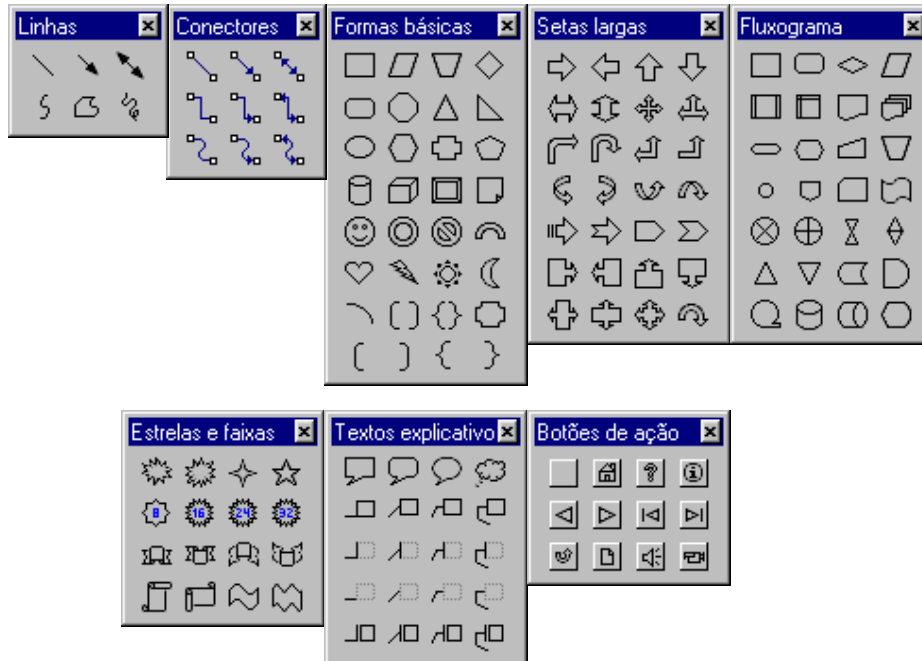 Linhas
Conectores
Formas básicas
Setas largas
Fluxograma
Estrelas e faixas
8 16 24 32
Textos explicativo
Botões de ação
?
i